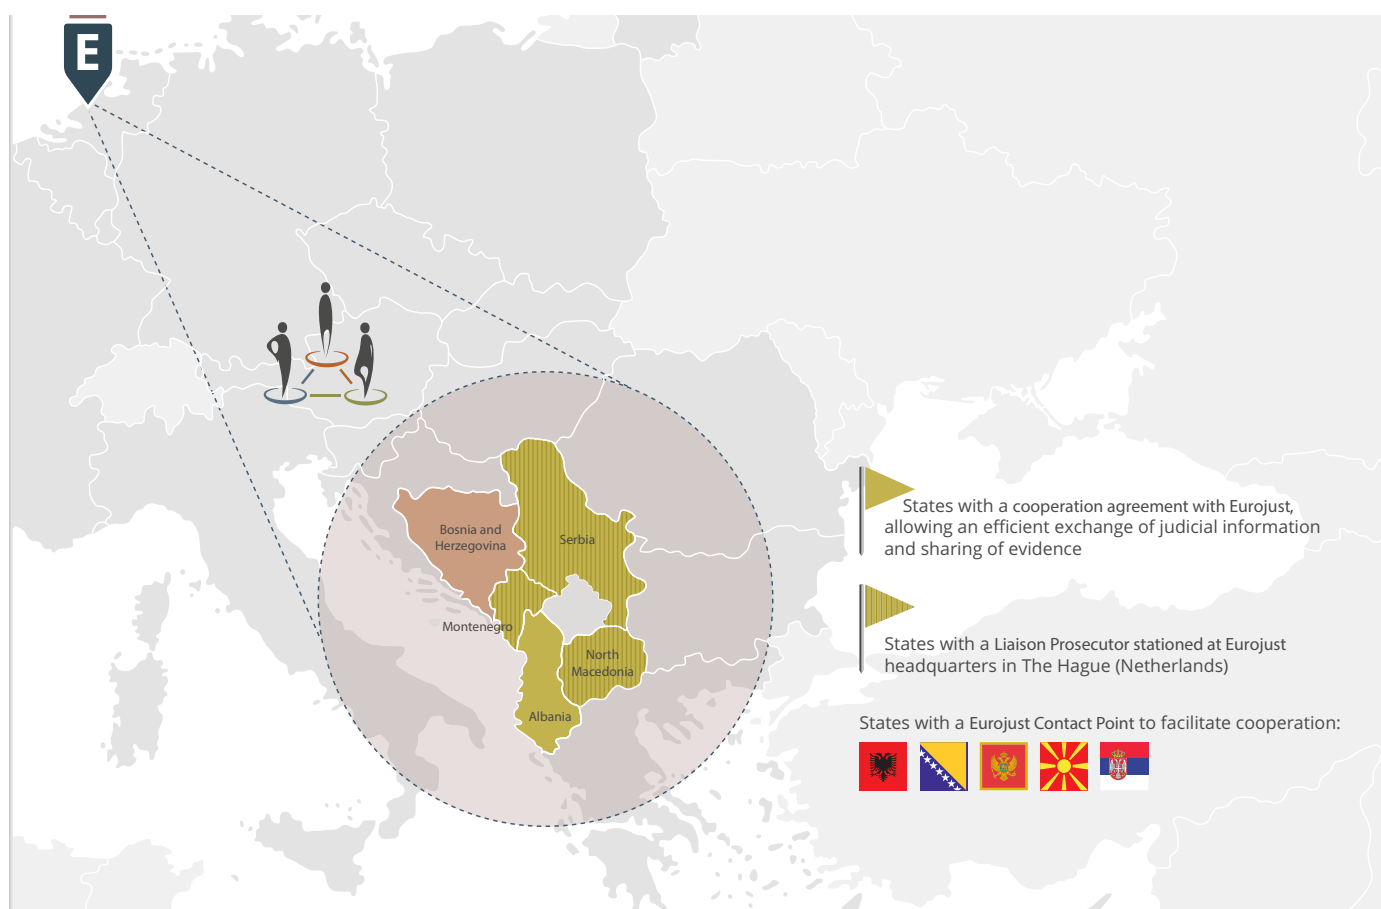 E
Bosnia and
Herzegovina
Serbia
Montenegro
North
Macedonia
Albania
States with a cooperation agreement with Eurojust,
allowing an efficient exchange of judicial information
and sharing of evidence
States with a Liaison Prosecutor stationed at Eurojust
headquarters in The Hague (Netherlands)
States with a Eurojust Contact Point to facilitate cooperation: